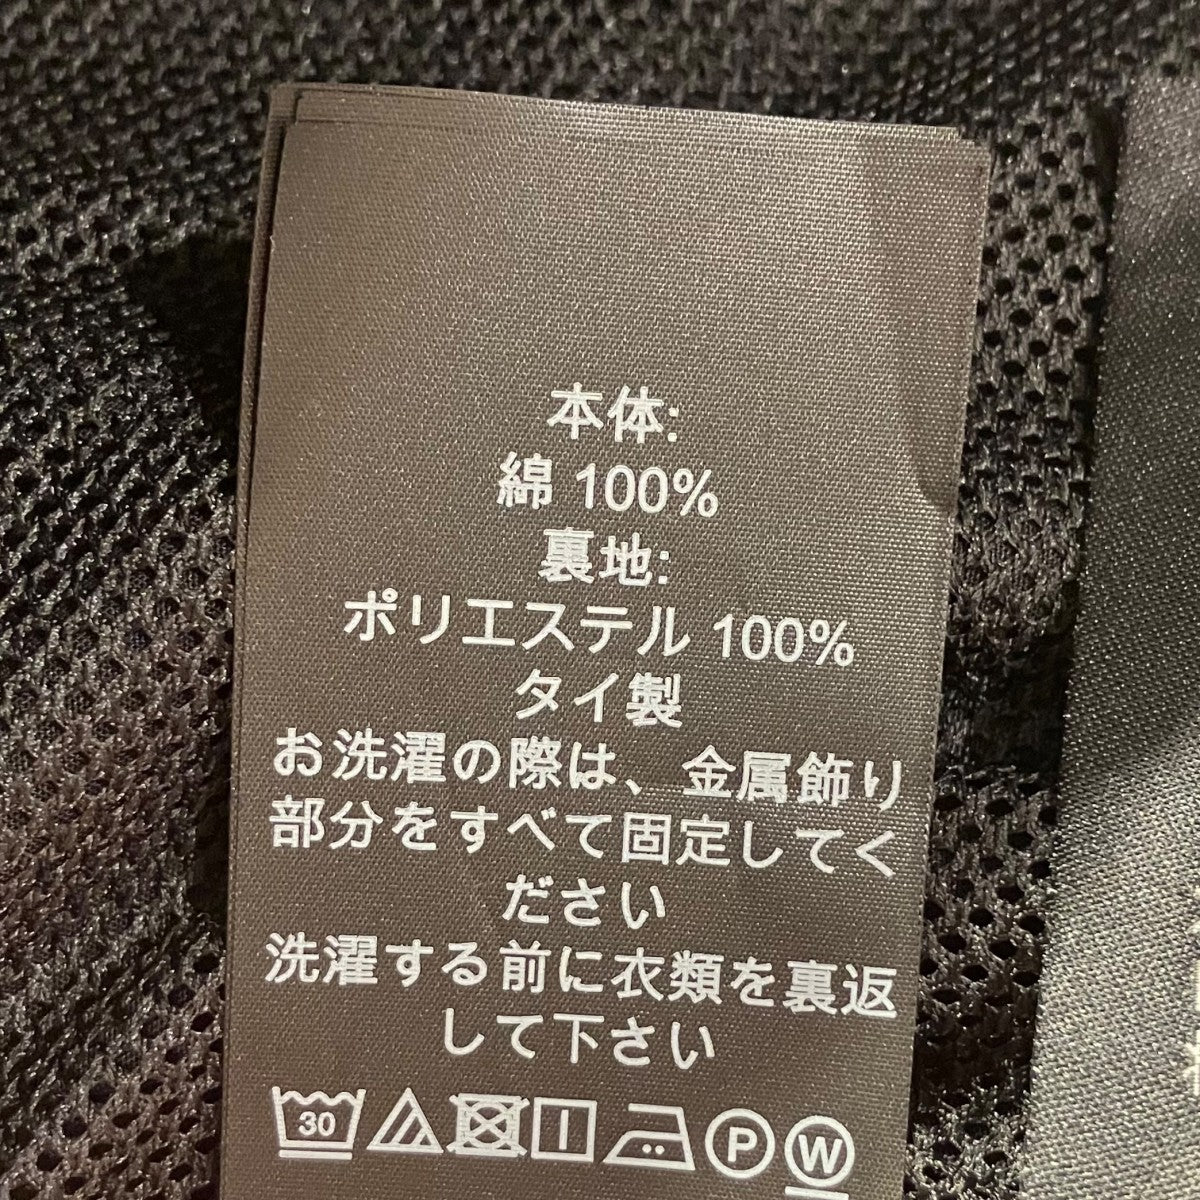 本体:
綿 100%
裏地:
ポリエステル 100%
タイ製
お洗濯の際は、金属飾り
部分をすべて固定してく
ださい
洗濯する前に衣類を裏返
して下さい
30 P W